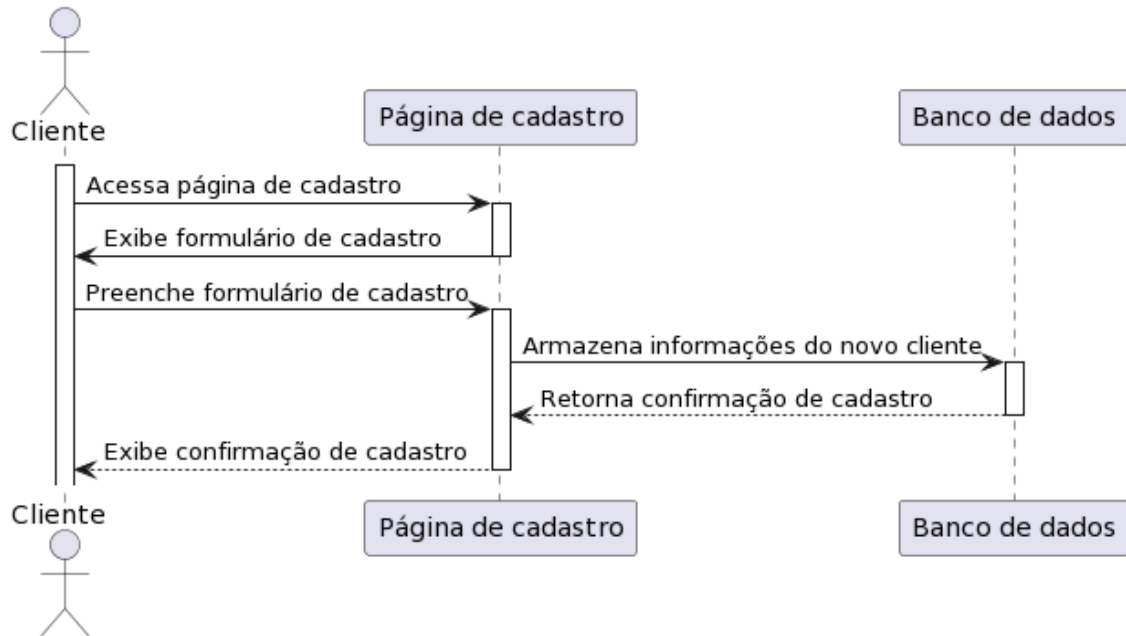 Cliente
Página de cadastro
Banco de dados
Acessa página de cadastro
Exibe formulário de cadastro
Preenche formulário de cadastro
Armazena informações do novo cliente
Retorna confirmação de cadastro
Exibe confirmação de cadastro
Cliente
Página de cadastro
Banco de dados